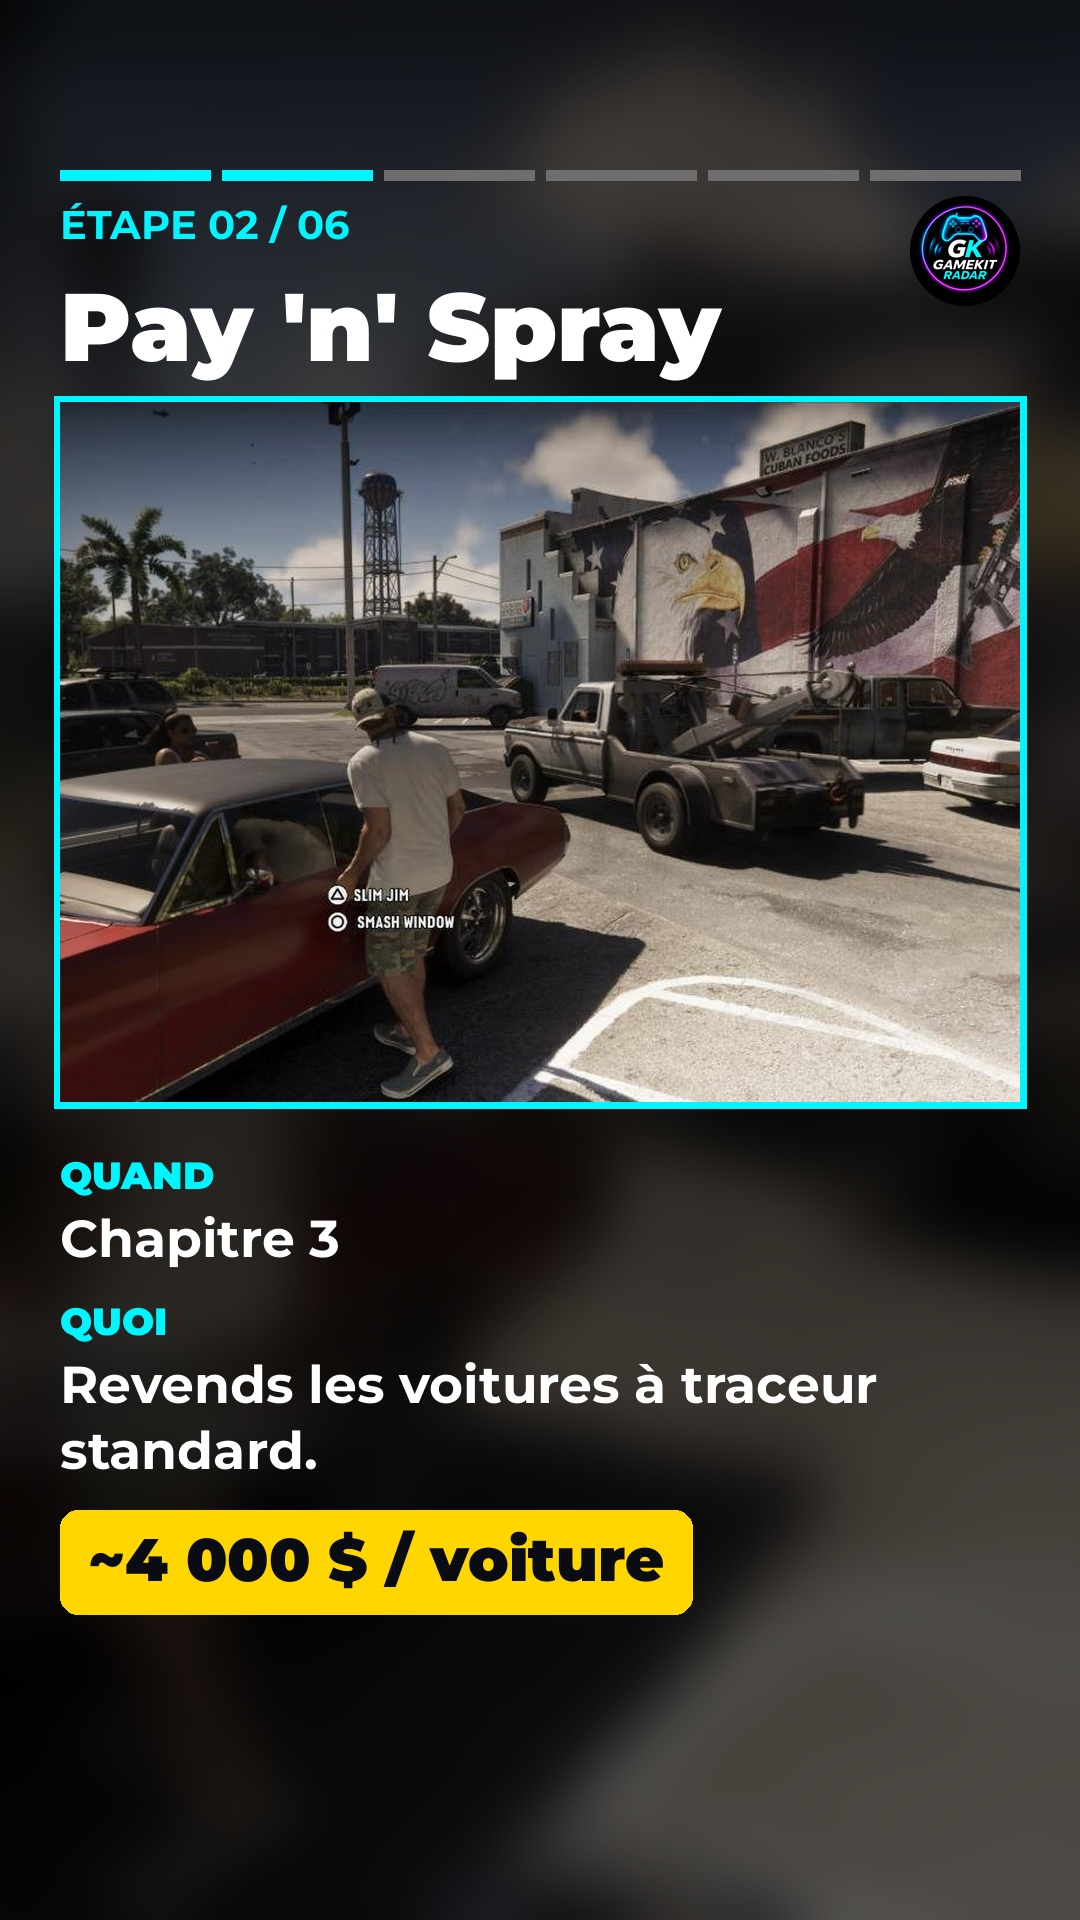 ÉTAPE 02 / 06
GK
GAMEKIT
RADAR
Pay 'n' Spray
W. BLANCO'S
CUBAN FOODS
SLIM JIM
SMASH WINDOW
QUAND
Chapitre 3
QUOI
Revends les voitures à traceur
standard.
~4 000 $ / voiture